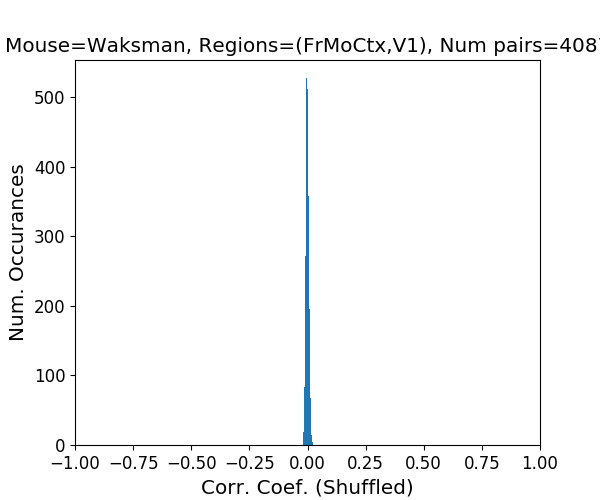 Mouse=Waksman, Regions=(FrMoCtx,V1), Num pairs=408
500
400
300
200
100
0
Num. Occurances
−1.00 −0.75 −0.50 −0.25 0.00 0.25 0.50 0.75 1.00
Corr. Coef. (Shuffled)